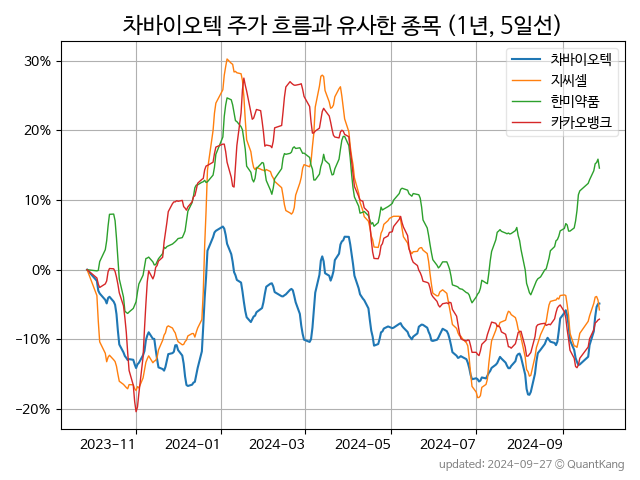 차바이오텍 주가 흐름과 유사한 종목 (1년, 5일선)
차바이오텍
지씨셀
한미약품
카카오뱅크
30%
20%
10%
0%
−10%
−20%
2023-11 2024-01 2024-03 2024-05 2024-07 2024-09
updated: 2024-09-27 © QuantKang